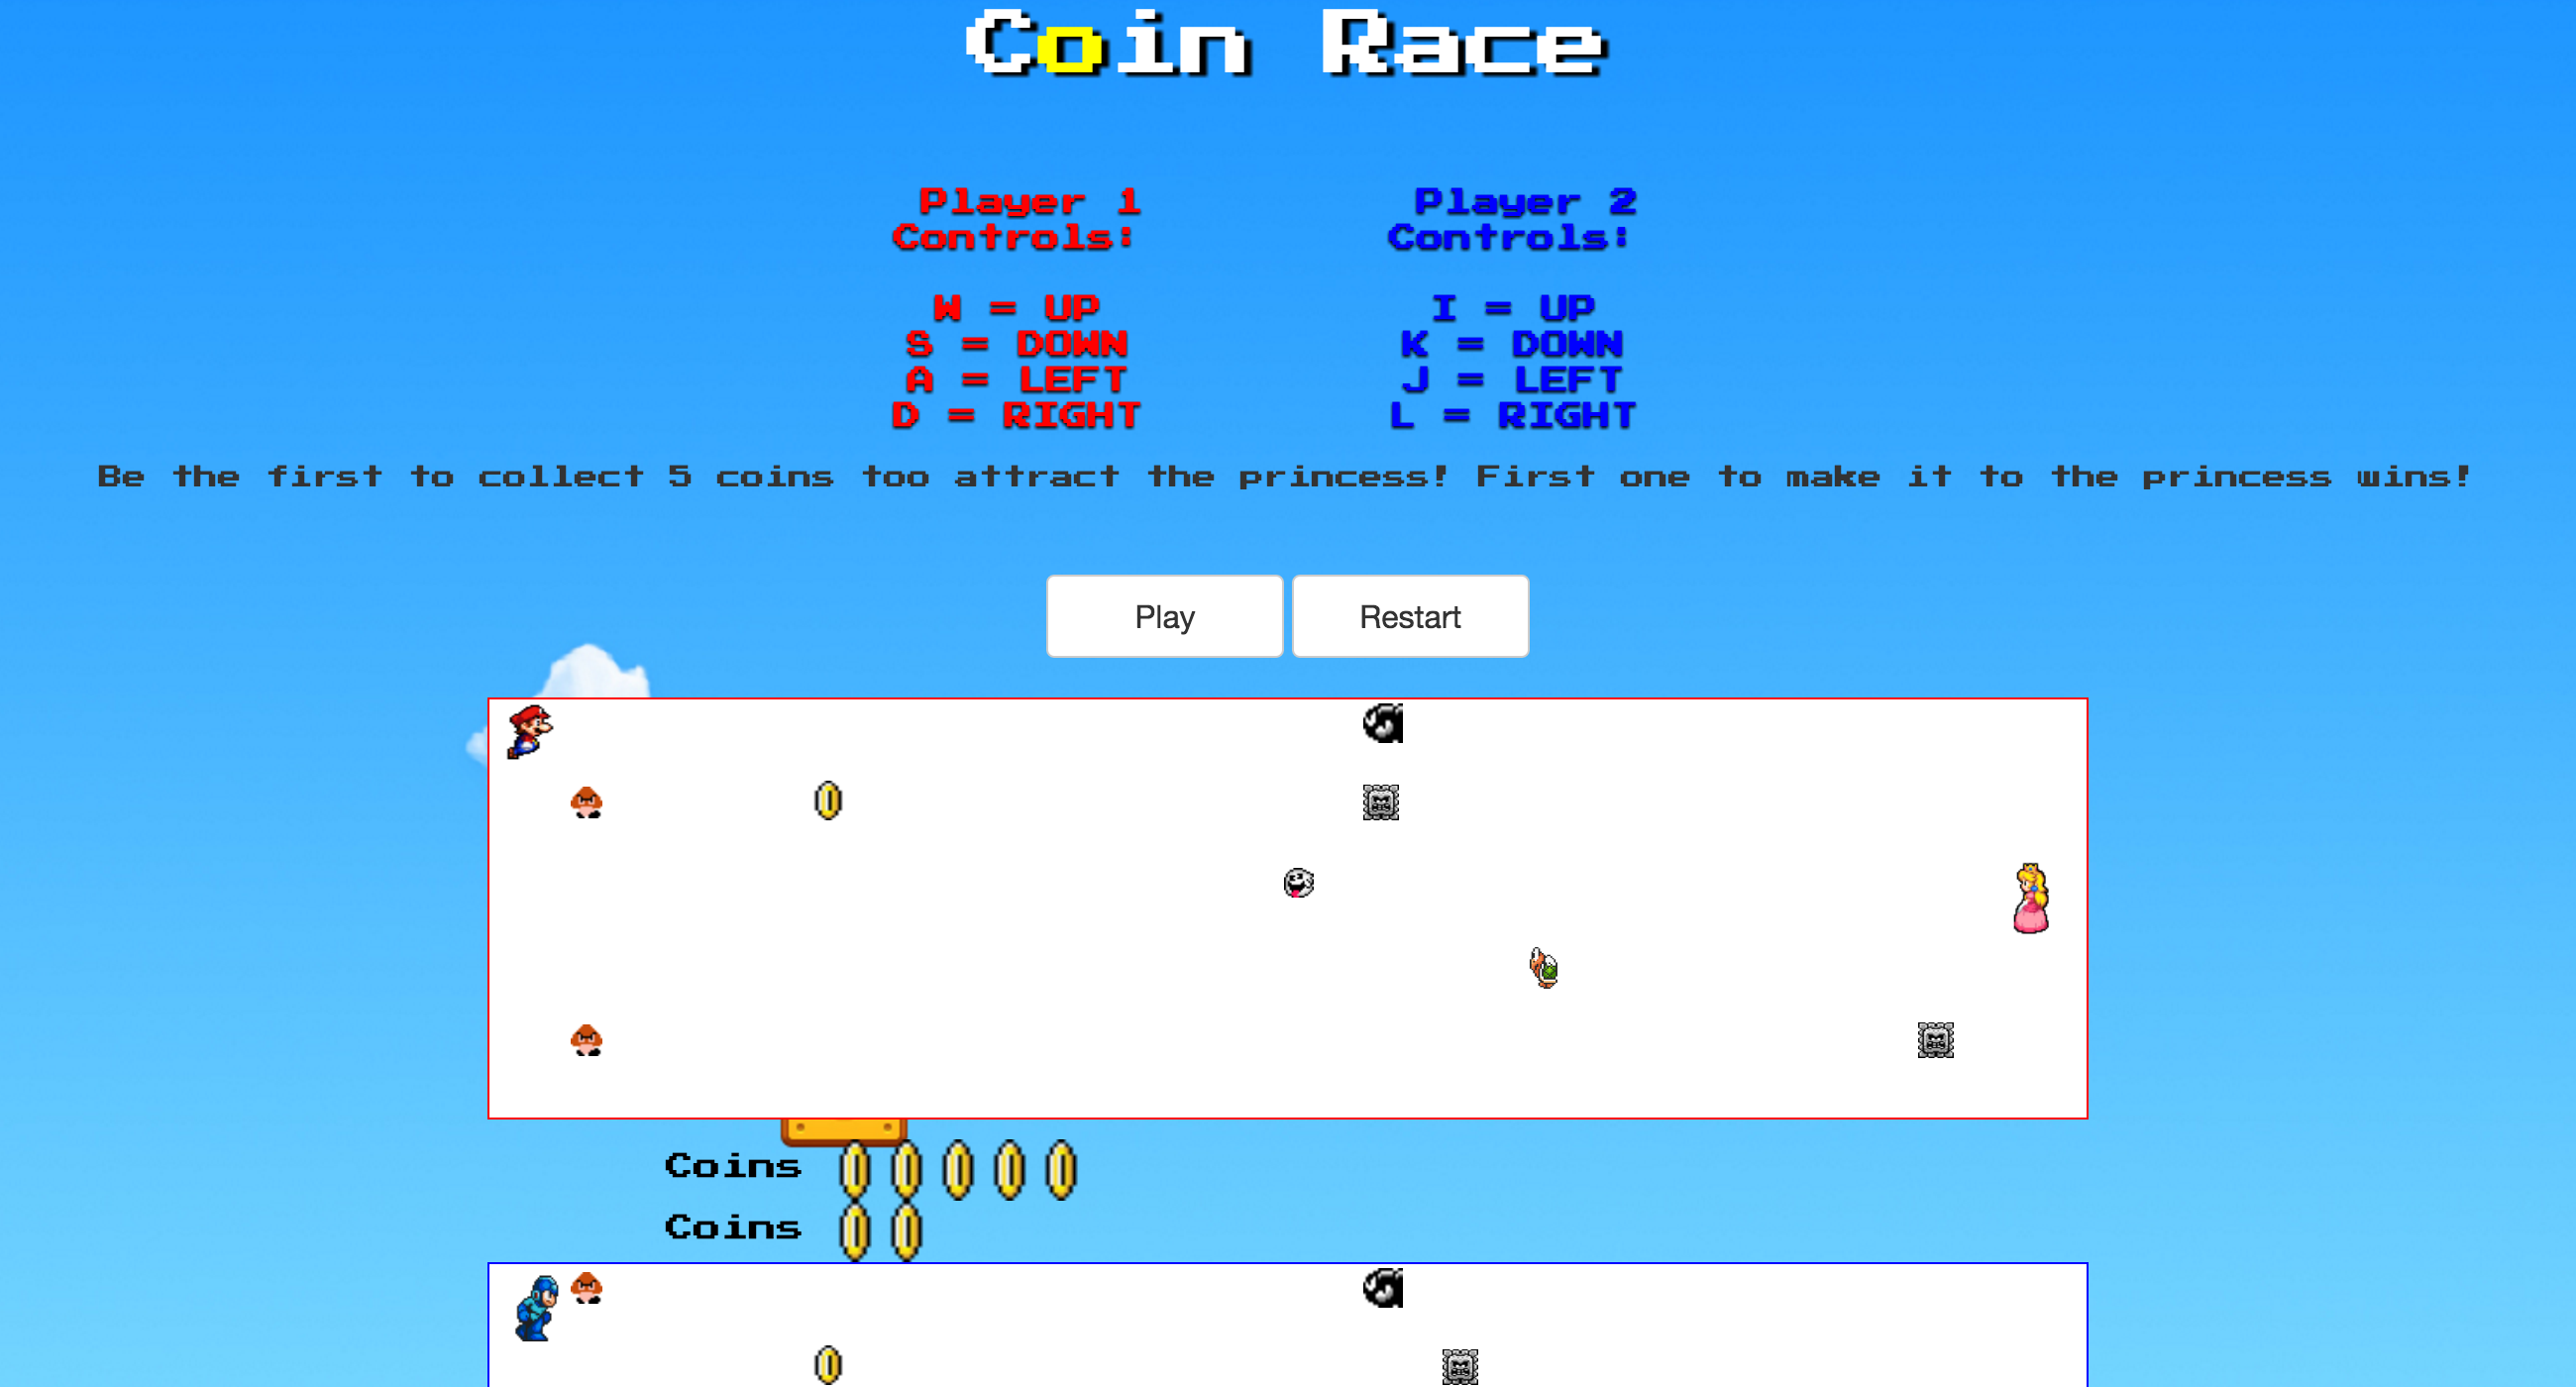 Coin Race
Player 1
Controls:
W = UP
S = DOWN
A = LEFT
D = RIGHT
Player 2
Controls:
I = UP
K = DOWN
J = LEFT
L = RIGHT
Be the first to collect 5 coins too attract the princess! First one to make it to the princess wins!
Play
Restart
Coins
Coins